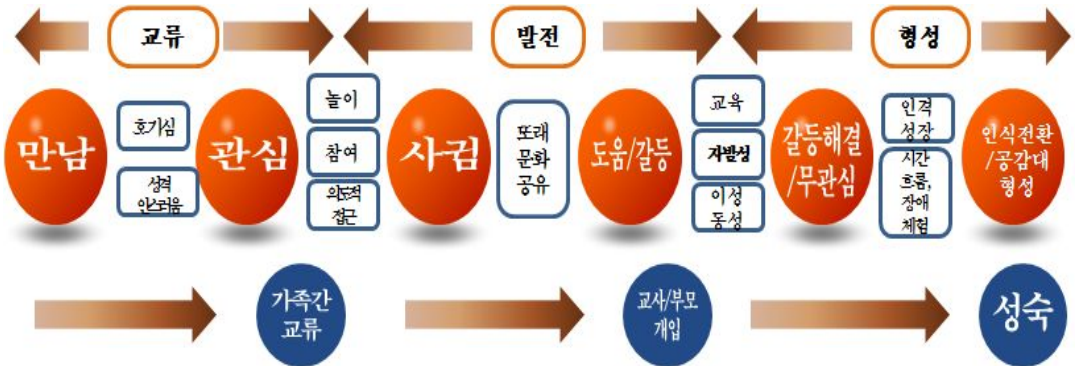 교류
발전
형성
만남
호기심
성격
안스러움
관심
놀이
참여
의도적
접근
사귐
또래
문화
공유
도움/갈등
교육
자발성
이성
동성
갈등해결
/무관심
인격
성장
시간
흐름,
장애
체험
인식전환
/공감대
형성
가족간
교류
교사/부모
개입
성숙